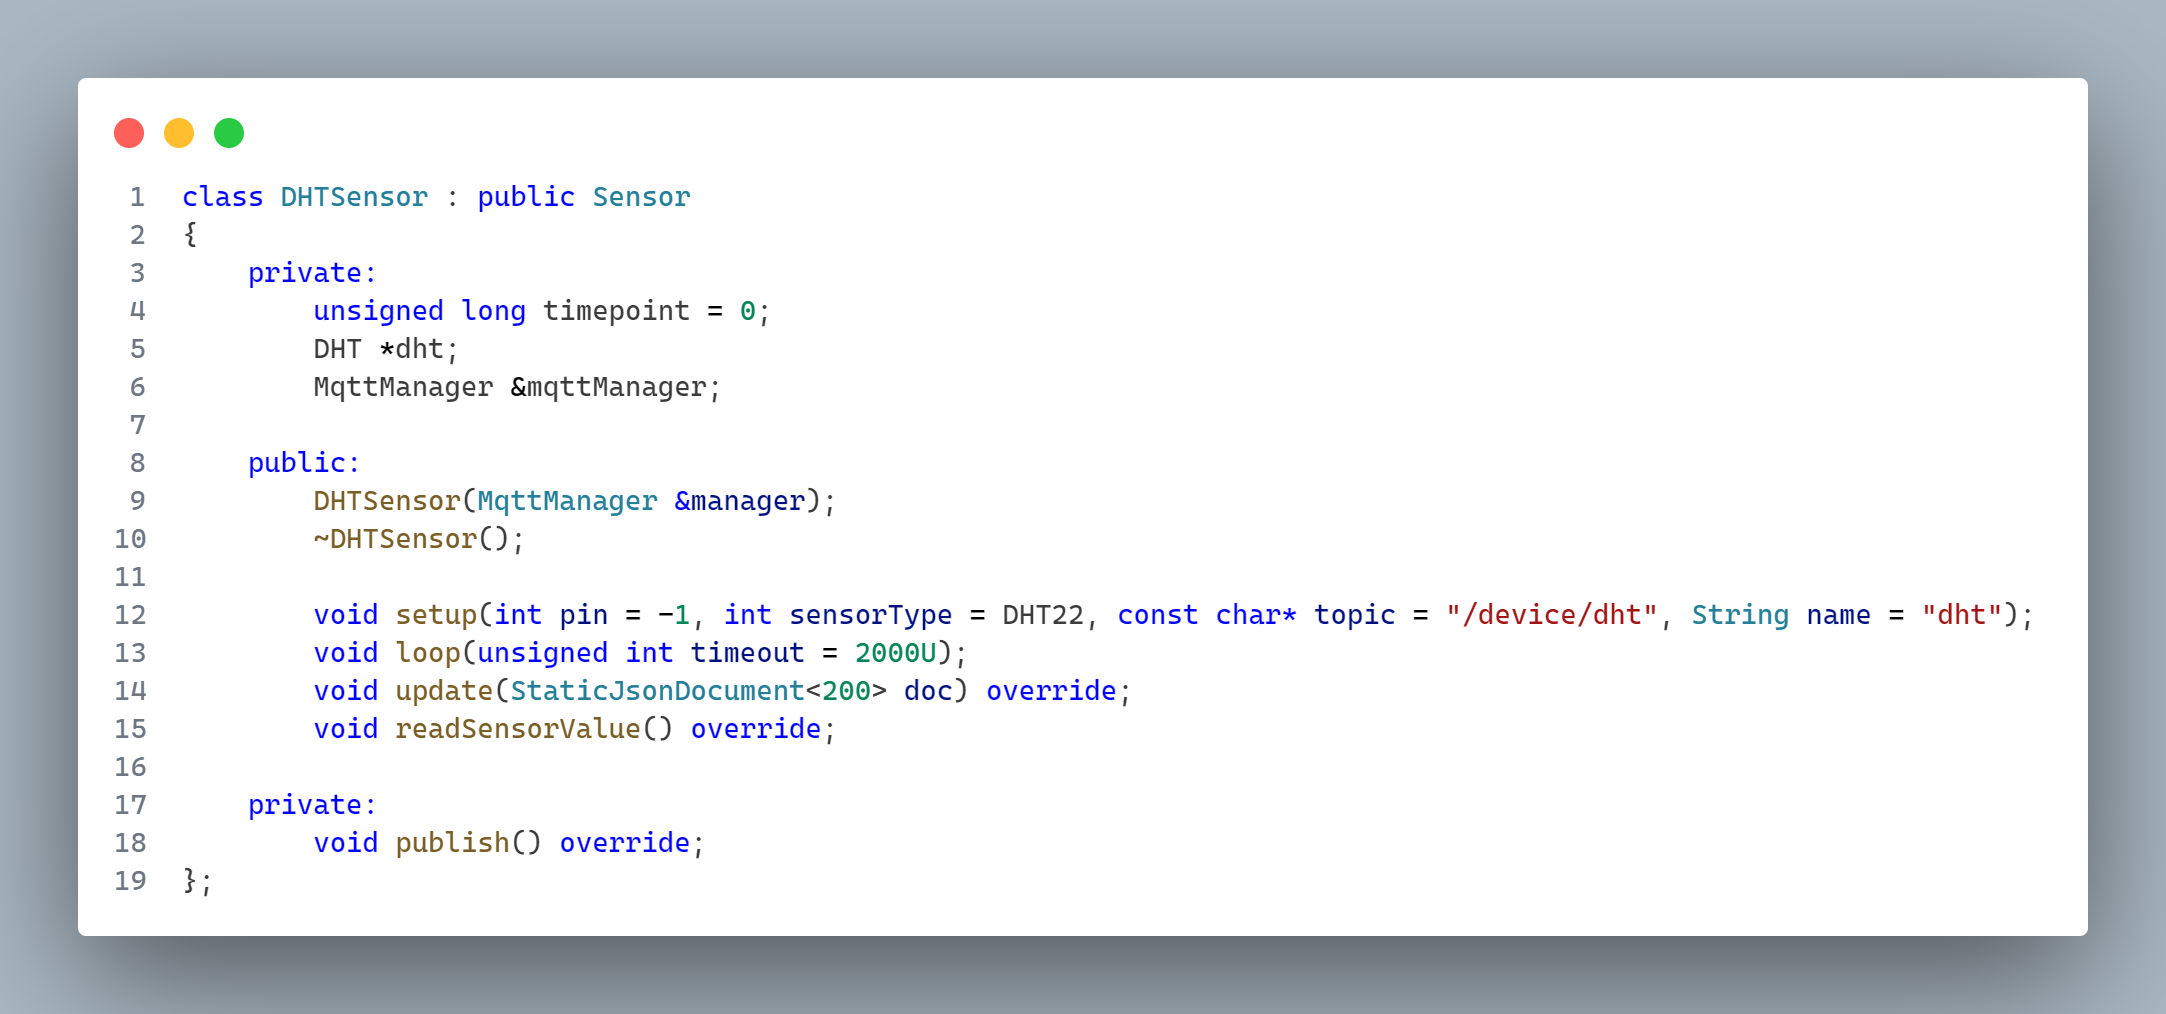 1 class DHTSensor : public Sensor
2 {
3     private:
4         unsigned long timepoint = 0;
5         DHT *dht;
6         MqttManager &mqttManager;
7
8     public:
9         DHTSensor(MqttManager &manager);
10         ~DHTSensor();
11
12         void setup(int pin = -1, int sensorType = DHT22, const char* topic = "/device/dht", String name = "dht");
13         void loop(unsigned int timeout = 2000U);
14         void update(StaticJsonDocument<200> doc) override;
15         void readSensorValue() override;
16
17     private:
18         void publish() override;
19 };